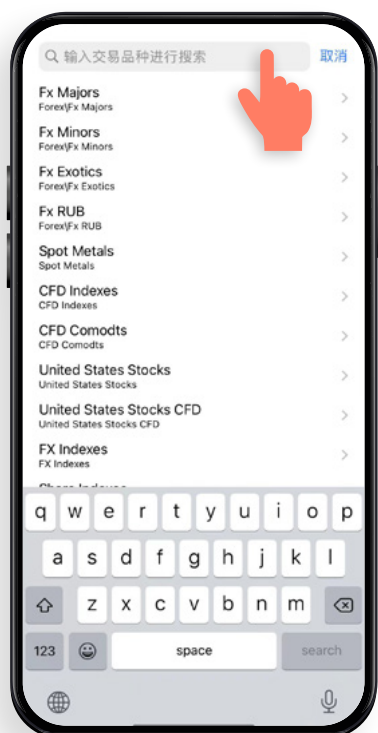 输入交易品种进行搜索 取消
Fx Majors
Forex\Fx Majors
Fx Minors
Forex\Fx Minors
Fx Exotics
Forex\Fx Exotics
Fx RUB
Forex\Fx RUB
Spot Metals
Spot Metals
CFD Indexes
CFD Indexes
CFD Comodts
CFD Comodts
United States Stocks
United States Stocks
United States Stocks CFD
United States Stocks CFD
FX Indexes
FX Indexes
q w e r t y u i o p
a s d f g h j k l
z x c v b n m
123 space search